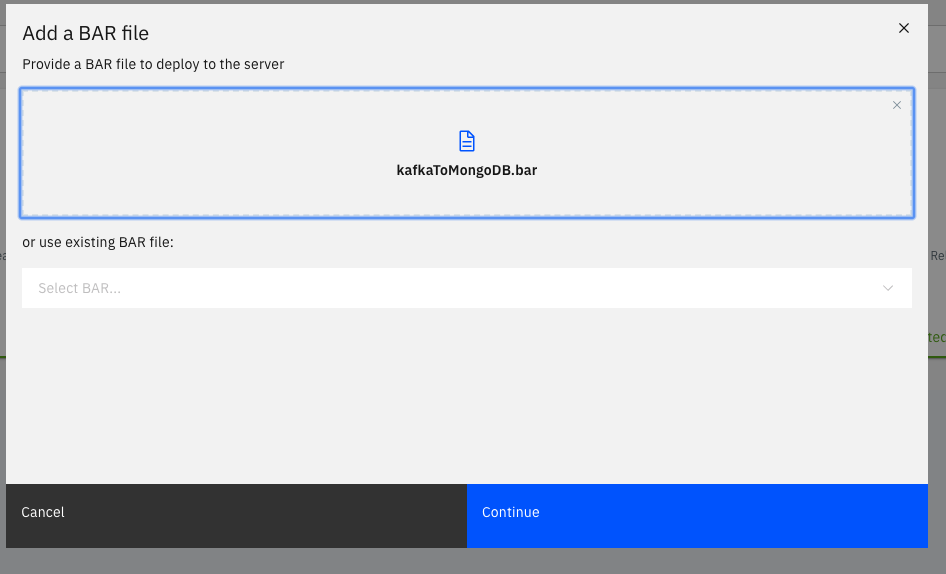 Add a BAR file
Provide a BAR file to deploy to the server
kafkaToMongoDB.bar
or use existing BAR file:
Select BAR...
Cancel
Continue